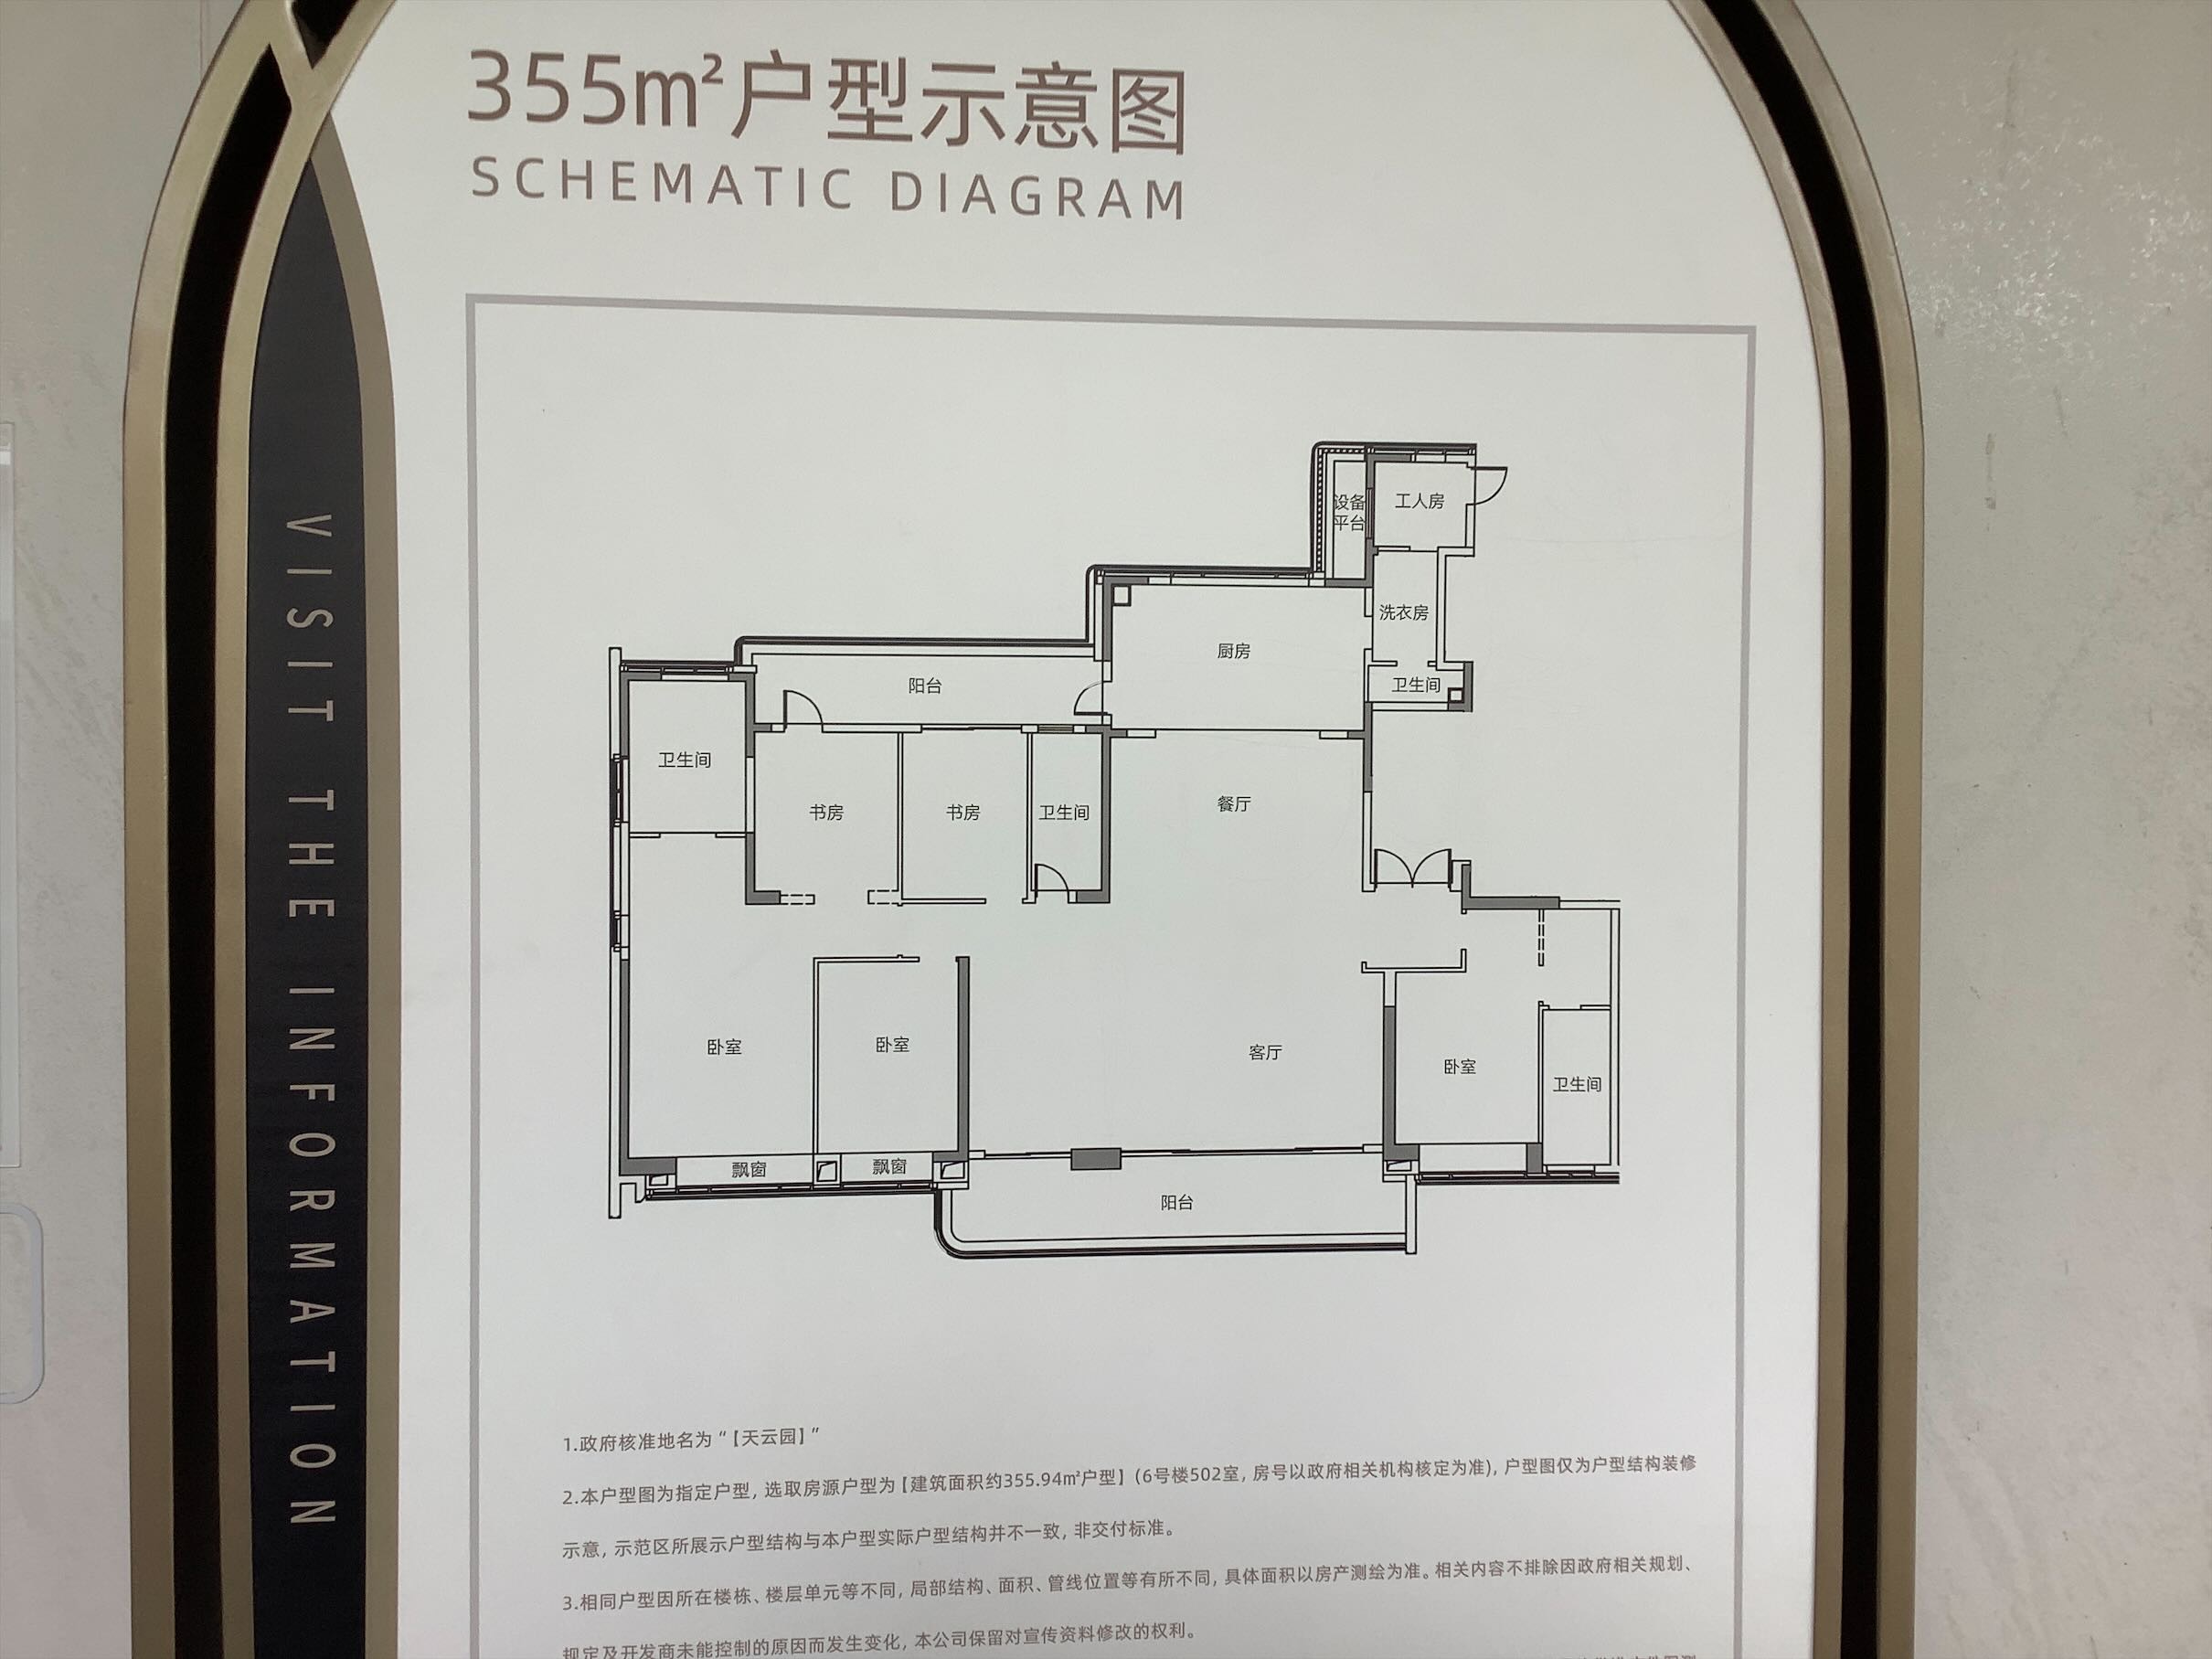 355m²户型示意图
SCHEMATIC DIAGRAM
VISIT THE INFORMATION
设备
平台
工人房
洗衣房
厨房
卫生间
阳台
卫生间
书房
书房
卫生间
餐厅
卧室
卧室
客厅
卧室
卫生间
飘窗
飘窗
阳台
1.政府核准地名为“【天云园】”
2.本户型图为指定户型, 选取房源户型为【建筑面积约355.94㎡户型】(6号楼502室, 房号以政府相关机构核定为准), 户型图仅为户型结构装修
示意, 示范区所展示户型结构与本户型实际户型结构并不一致, 非交付标准。
3.相同户型因所在楼栋、楼层单元等不同, 局部结构、面积、管线位置等有所不同, 具体面积以房产测绘为准。相关内容不排除因政府相关规划、
规定及开发商未能控制的原因而发生变化, 本公司保留对宣传资料修改的权利。